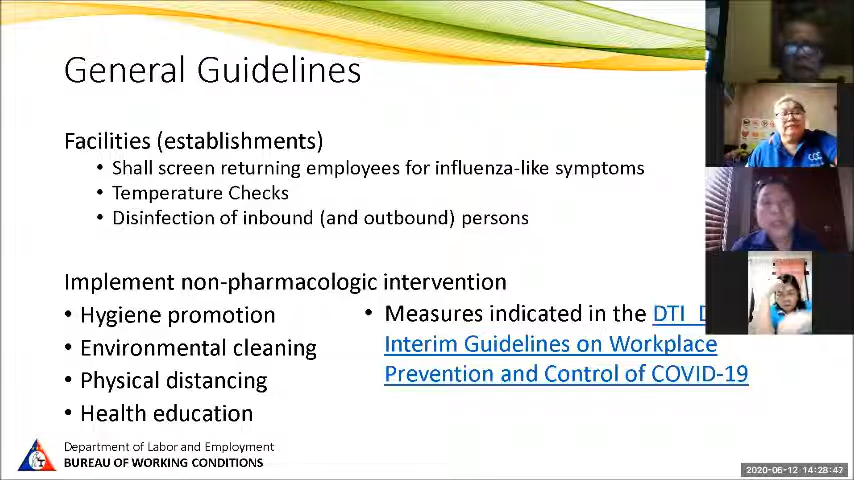 General Guidelines
Facilities (establishments)
• Shall screen returning employees for influenza-like symptoms
• Temperature Checks
• Disinfection of inbound (and outbound) persons
Implement non-pharmacologic intervention
• Hygiene promotion
• Environmental cleaning
• Physical distancing
• Health education
• Measures indicated in the DTI
Interim Guidelines on Workplace
Prevention and Control of COVID-19
Department of Labor and Employment
BUREAU OF WORKING CONDITIONS
2020-06-12 14:28:47